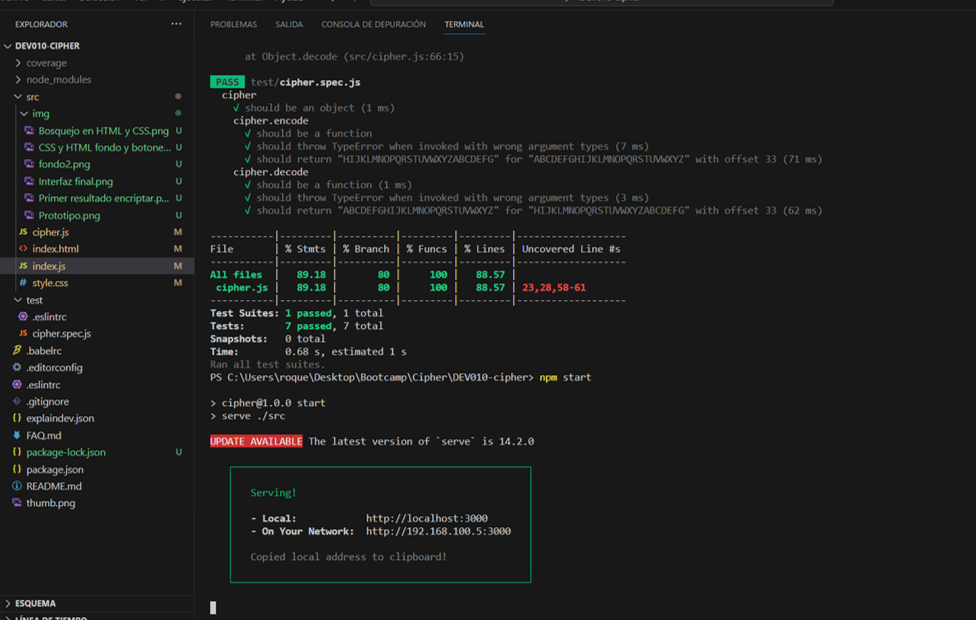 EXPLORADOR
DEV010-CIPHER
coverage
node_modules
src
img
Bosquejo en HTML y CSS.png U
CSS y HTML fondo y botone... U
fondo2.png U
Interfaz final.png U
Primer resultado encriptar.p... U
Prototipo.png U
JS cipher.js M
<> index.html M
JS index.js M
# style.css M
test
.eslintrc
JS cipher.spec.js
.babelrc
.editorconfig
.eslintrc
.gitignore
{} explaindev.json
FAQ.md
{} package-lock.json U
{} package.json
README.md
thumb.png
ESQUEMA
LÍNEA DE TIEMPO
PROBLEMAS SALIDA CONSOLA DE DEPURACIÓN TERMINAL
at Object.decode (src/cipher.js:66:15)
PASS test/cipher.spec.js
cipher
√ should be an object (1 ms)
cipher.encode
√ should be a function
√ should throw TypeError when invoked with wrong argument types (7 ms)
√ should return "HIJKLMNOPQRSTUVWXYZABCDEFG" for "ABCDEFGHIJKLMNOPQRSTUVWXYZ" with offset 33 (71 ms)
cipher.decode
√ should be a function (1 ms)
√ should throw TypeError when invoked with wrong argument types (3 ms)
√ should return "ABCDEFGHIJKLMNOPQRSTUVWXYZ" for "HIJKLMNOPQRSTUVWXYZABCDEFG" with offset 33 (62 ms)
-----------|---------|----------|---------|---------|-------------------
File | % Stmts | % Branch | % Funcs | % Lines | Uncovered Line #s
-----------|---------|----------|---------|---------|-------------------
All files | 89.18 | 80 | 100 | 88.57 |
cipher.js | 89.18 | 80 | 100 | 88.57 | 23,28,58-61
-----------|---------|----------|---------|---------|-------------------
Test Suites: 1 passed, 1 total
Tests: 7 passed, 7 total
Snapshots: 0 total
Time: 0.68 s, estimated 1 s
Ran all test suites.
PS C:\Users\roque\Desktop\Bootcamp\Cipher\DEV010-cipher> npm start
> cipher@1.0.0 start
> serve ./src
UPDATE AVAILABLE The latest version of `serve` is 14.2.0
Serving!
- Local: http://localhost:3000
- On Your Network: http://192.168.100.5:3000
Copied local address to clipboard!